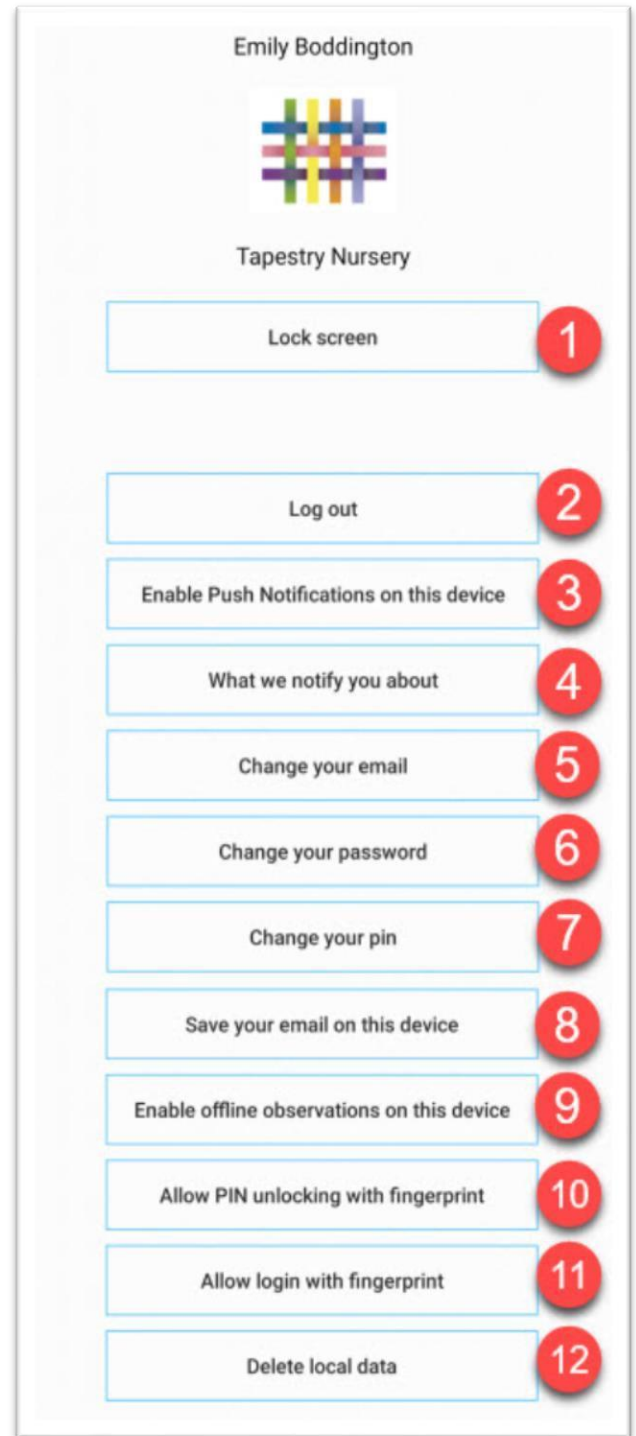 Emily Boddington
Tapestry Nursery
Lock screen 1
Log out 2
Enable Push Notifications on this device 3
What we notify you about 4
Change your email 5
Change your password 6
Change your pin 7
Save your email on this device 8
Enable offline observations on this device 9
Allow PIN unlocking with fingerprint 10
Allow login with fingerprint 11
Delete local data 12